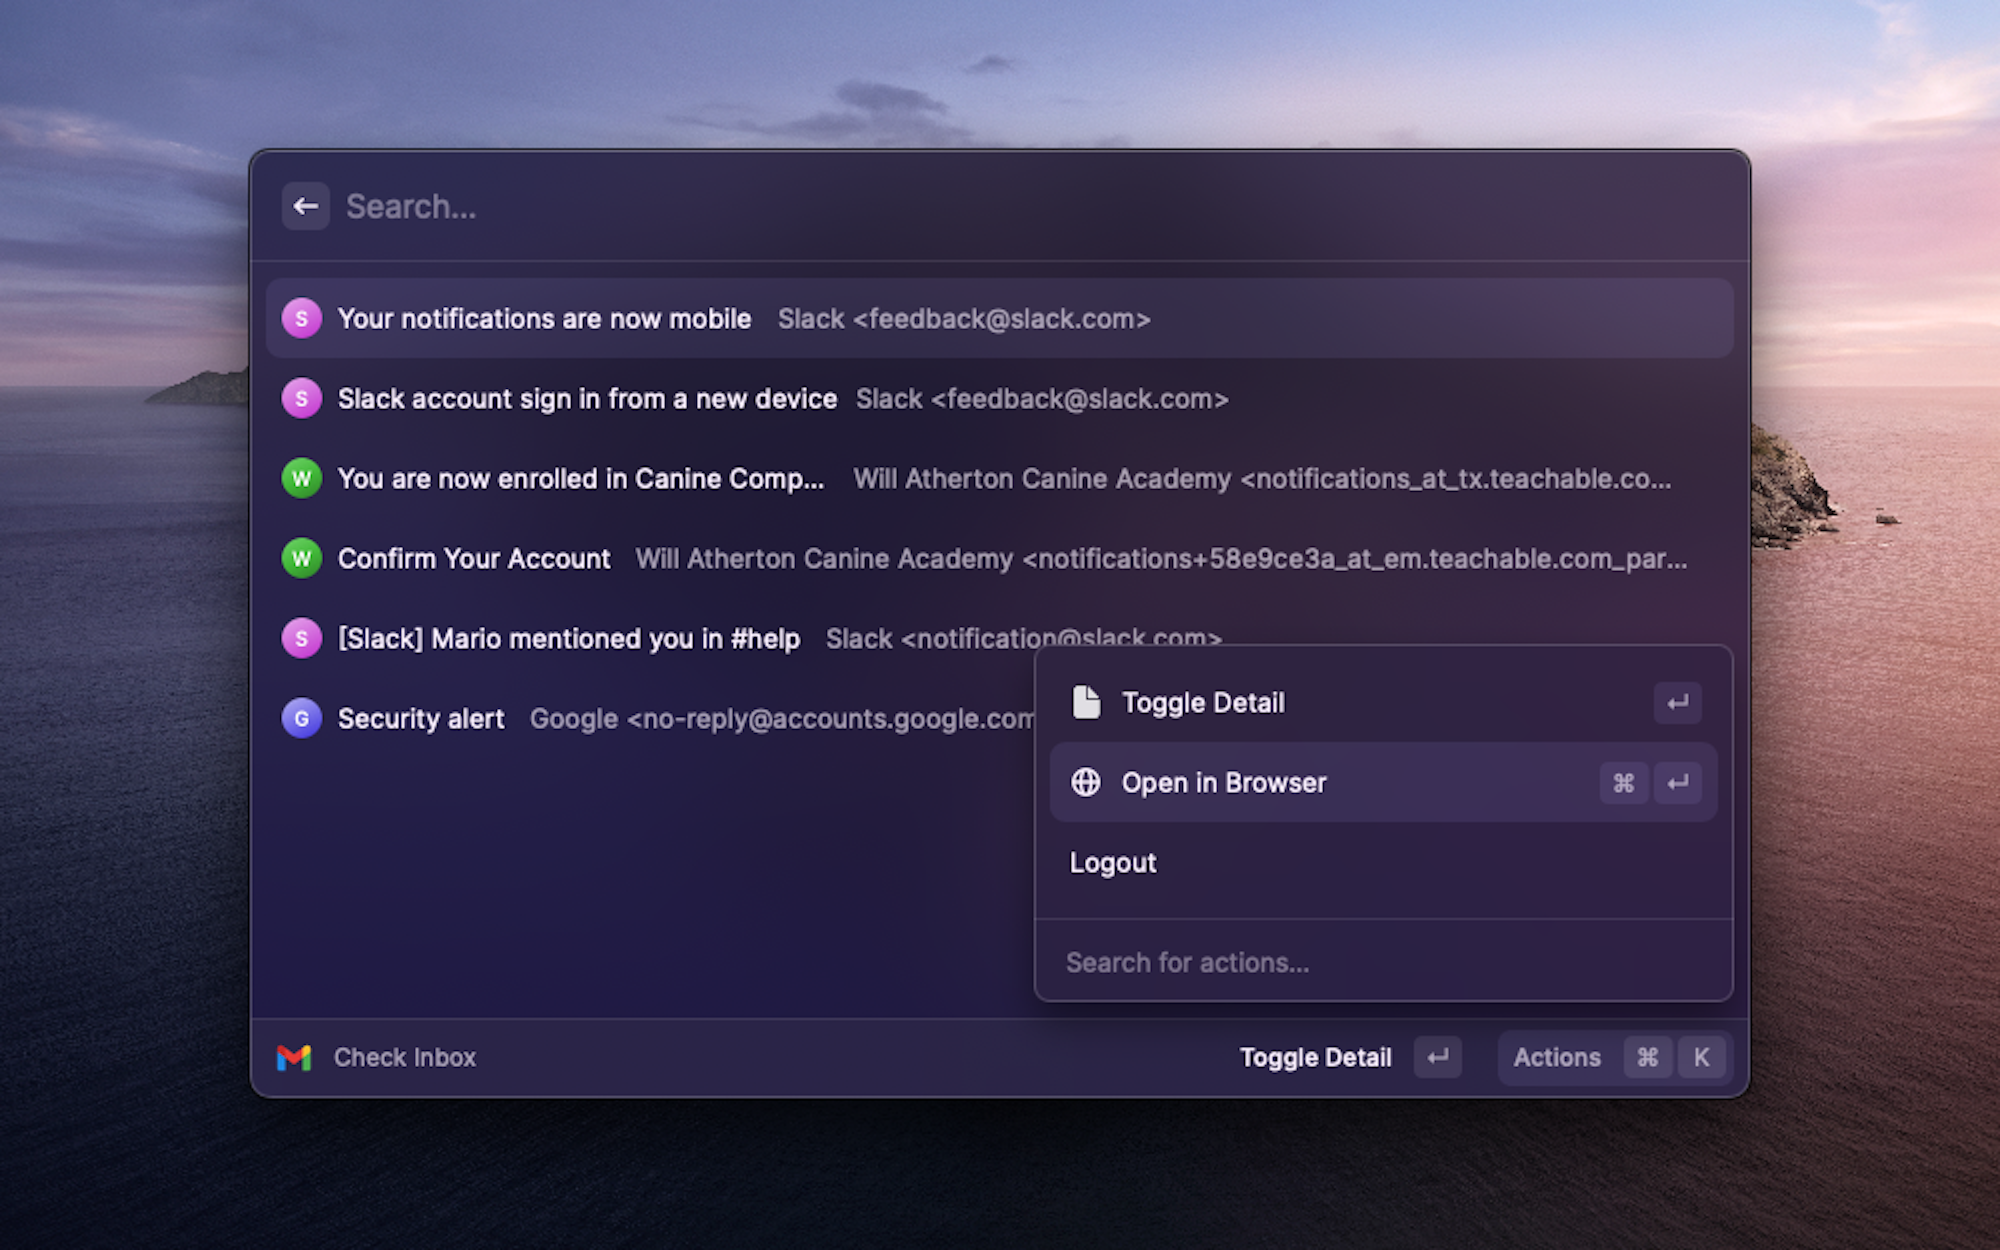 Search...
S Your notifications are now mobile Slack <feedback@slack.com>
S Slack account sign in from a new device Slack <feedback@slack.com>
W You are now enrolled in Canine Comp... Will Atherton Canine Academy <notifications_at_tx.teachable.co...
W Confirm Your Account Will Atherton Canine Academy <notifications+58e9ce3a_at_em.teachable.com_par...
S [Slack] Mario mentioned you in #help Slack <notification@slack.com>
G Security alert Google <no-reply@accounts.google.com
Toggle Detail ↵
Open in Browser ⌘ ↵
Logout
Search for actions...
Check Inbox Toggle Detail ↵ Actions ⌘ K